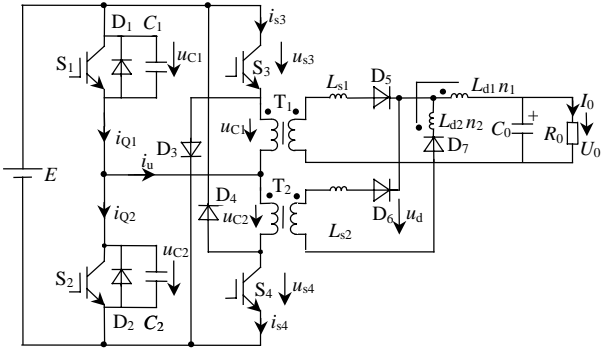 i_s3
D_1 C_1
S_1 u_C1 S_3 u_s3
D_5
L_s1 L_d1 n_1
T_1 I_0
i_Q1 D_3 u_C1 L_d2 n_2 C_0 + R_0 U_0
E i_u D_7
T_2
D_4
i_Q2 u_C2 D_6 u_d
L_s2
u_C2
S_2 S_4 u_s4
D_2 C_2 i_s4